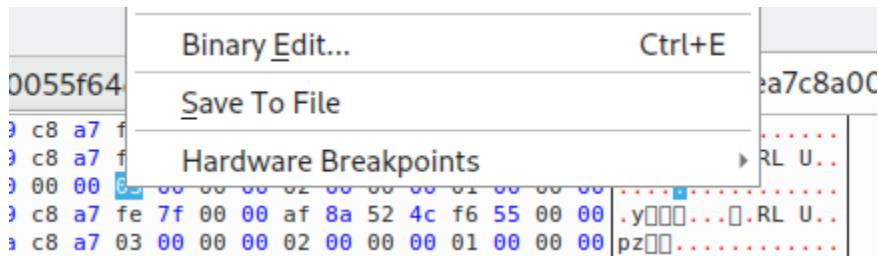 Binary Edit... Ctrl+E
0055f64 ea7c8a00
Save To File
c8 a7 f ......
c8 a7 f RL U..
Hardware Breakpoints
00 00 03 00 00 00 02 00 00 00 01 00 00 00 ................
c8 a7 fe 7f 00 00 af 8a 52 4c f6 55 00 00 .y▯▯▯...▯.RL U..
c8 a7 03 00 00 00 02 00 00 00 01 00 00 00 pz▯▯............